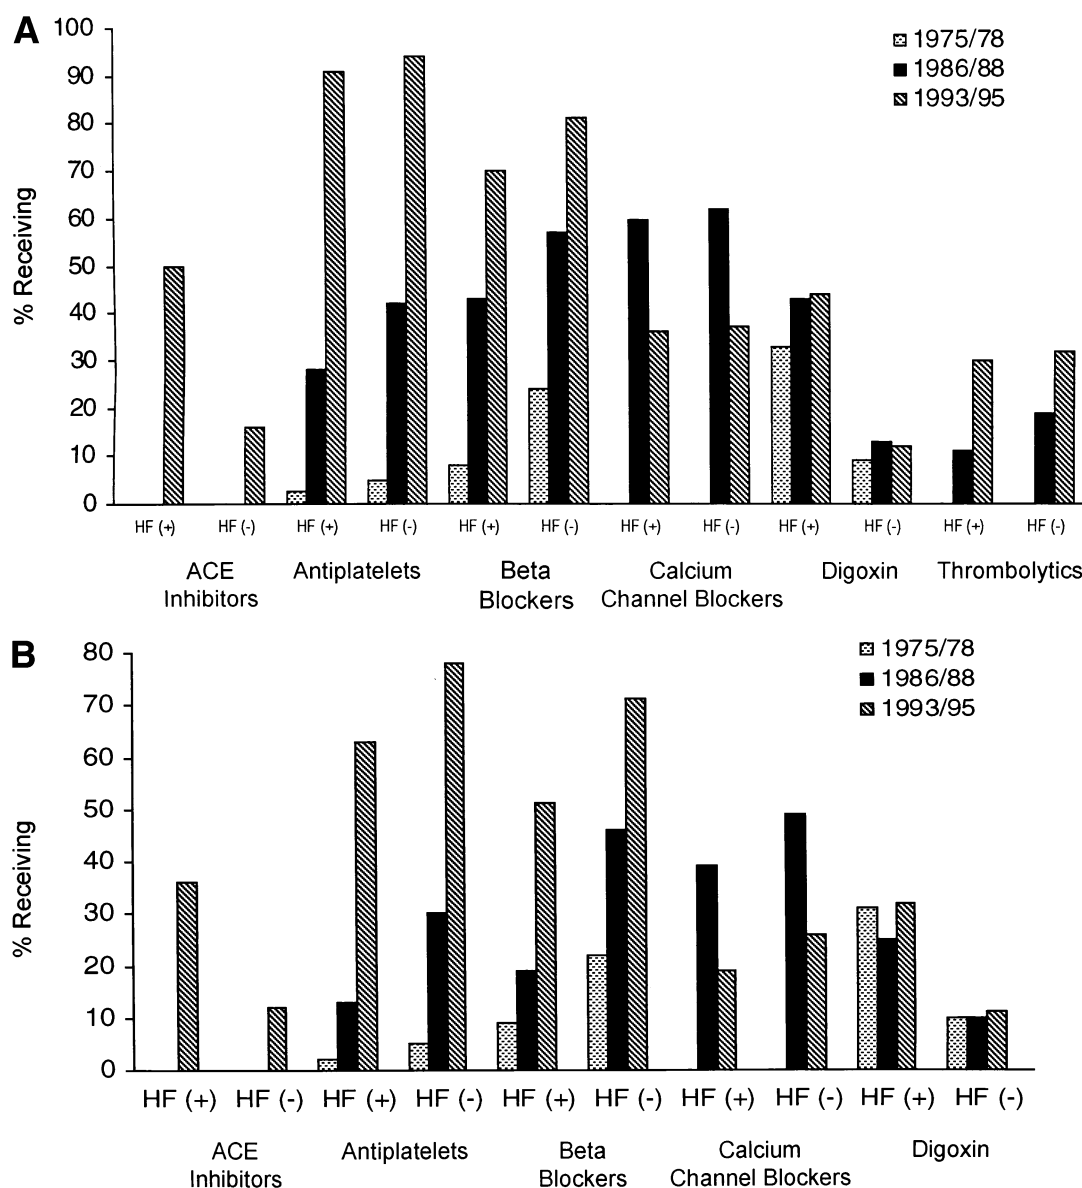 A
100
90
80
70
60
50
40
30
20
10
0
% Receiving
1975/78
1986/88
1993/95
HF (+) HF (-) HF (+) HF (-) HF (+) HF (-) HF (+) HF (-) HF (+) HF (-) HF (+) HF (-)
ACE Antiplatelets Beta Calcium Digoxin Thrombolytics
Inhibitors Blockers Channel Blockers
B
80
70
60
50
40
30
20
10
0
% Receiving
1975/78
1986/88
1993/95
HF (+) HF (-) HF (+) HF (-) HF (+) HF (-) HF (+) HF (-) HF (+) HF (-)
ACE Antiplatelets Beta Calcium Digoxin
Inhibitors Blockers Channel Blockers